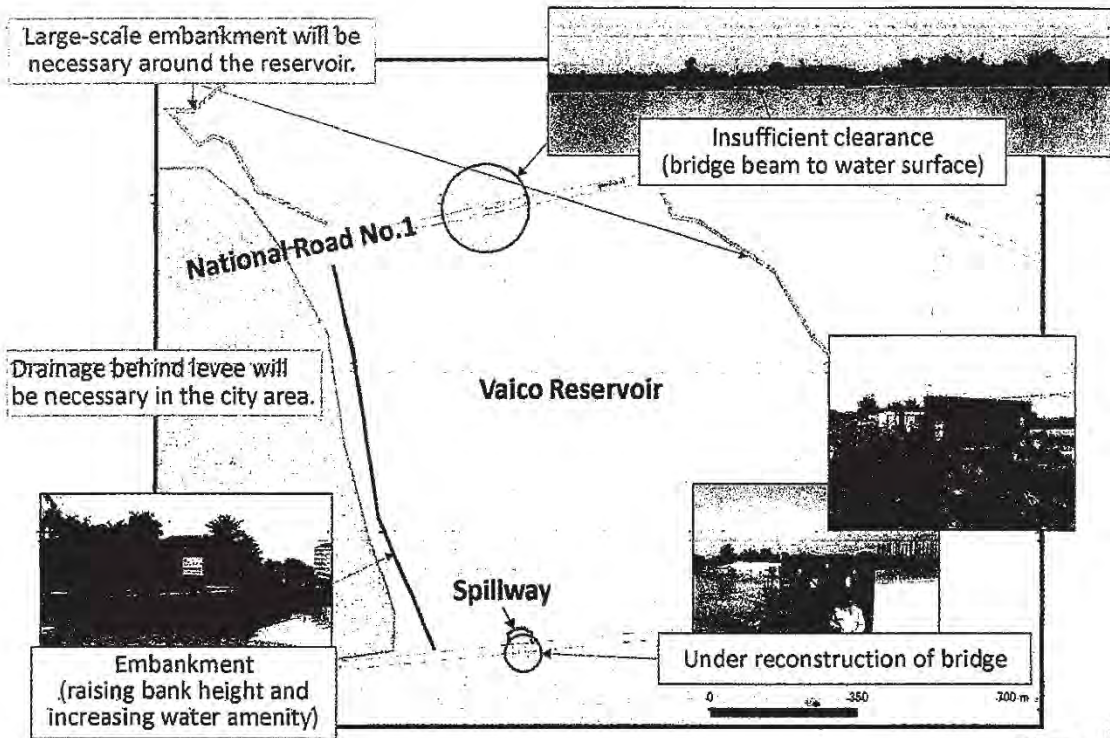 Large-scale embankment will be
necessary around the reservoir.
Insufficient clearance
(bridge beam to water surface)
National Road No.1
Drainage behind levee will
be necessary in the city area.
Vaico Reservoir
Spillway
Embankment
(raising bank height and
increasing water amenity)
Under reconstruction of bridge
0 350 700 m